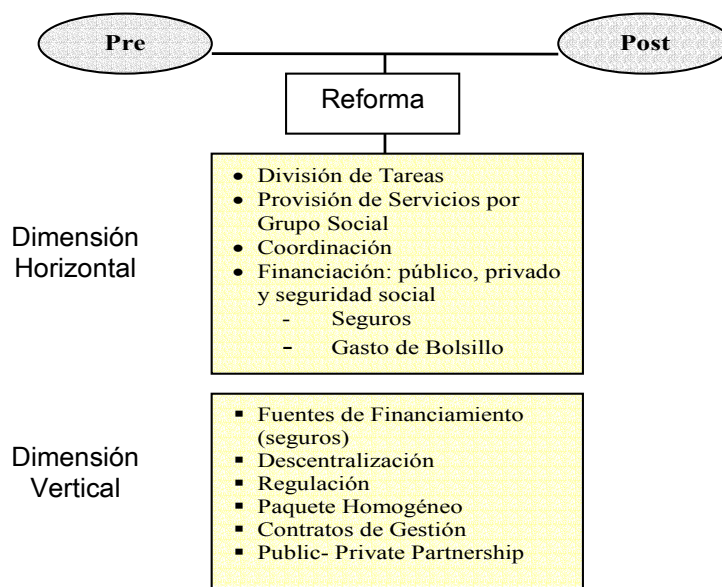 Pre
Post
Reforma
Dimensión
Horizontal
• División de Tareas
• Provisión de Servicios por
Grupo Social
• Coordinación
• Financiación: público, privado
y seguridad social
- Seguros
- Gasto de Bolsillo
Dimensión
Vertical
▪ Fuentes de Financiamiento
(seguros)
▪ Descentralización
▪ Regulación
▪ Paquete Homogéneo
▪ Contratos de Gestión
▪ Public- Private Partnership